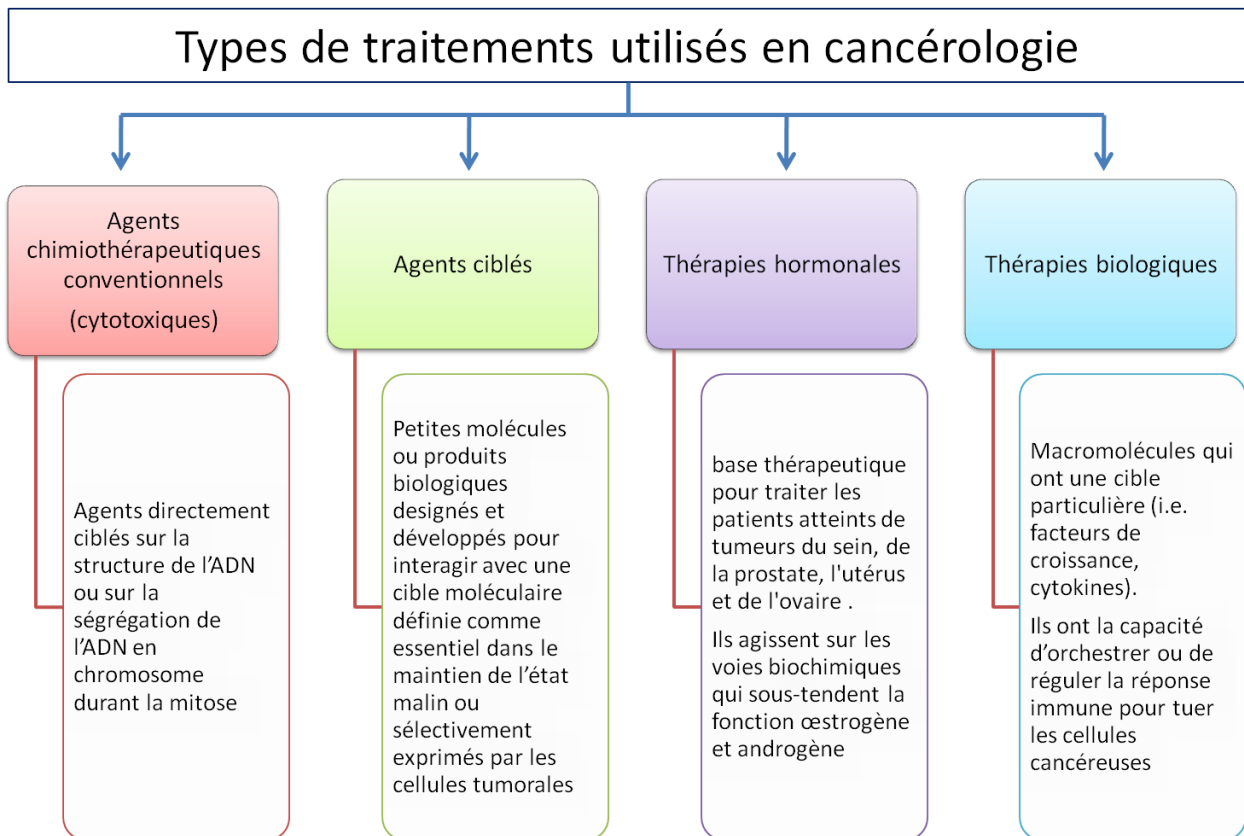 Types de traitements utilisés en cancérologie
Agents
chimiothérapeutiques
conventionnels
(cytotoxiques)
Agents directement
ciblés sur la
structure de l'ADN
ou sur la
ségrégation de
l'ADN en
chromosome
durant la mitose
Agents ciblés
Petites molécules
ou produits
biologiques
designés et
développés pour
interagir avec une
cible moléculaire
définie comme
essentiel dans le
maintien de l'état
malin ou
sélectivement
exprimés par les
cellules tumorales
Thérapies hormonales
base thérapeutique
pour traiter les
patients atteints de
tumeurs du sein, de
la prostate, l'utérus
et de l'ovaire .
Ils agissent sur les
voies biochimiques
qui sous-tendent la
fonction œstrogène
et androgène
Thérapies biologiques
Macromolécules qui
ont une cible
particulière (i.e.
facteurs de
croissance,
cytokines).
Ils ont la capacité
d'orchestrer ou de
réguler la réponse
immune pour tuer
les cellules
cancéreuses